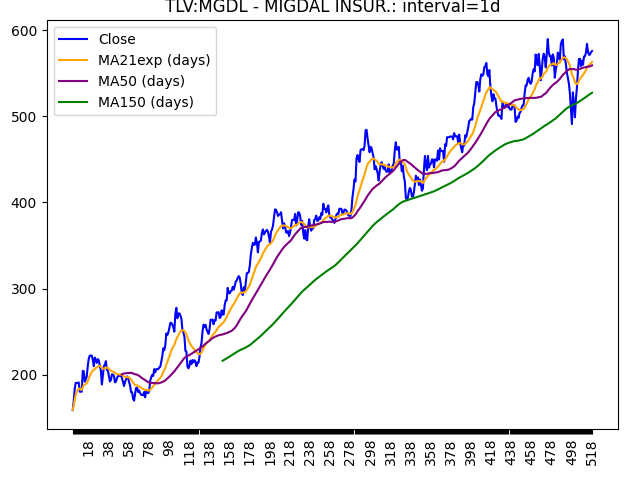 TLV:MGDL - MIGDAL INSUR.: interval=1d
Close
MA21exp (days)
MA50 (days)
MA150 (days)
600
500
400
300
200
18 38 58 78 98 118 138 158 178 198 218 238 258 278 298 318 338 358 378 398 418 438 458 478 498 518